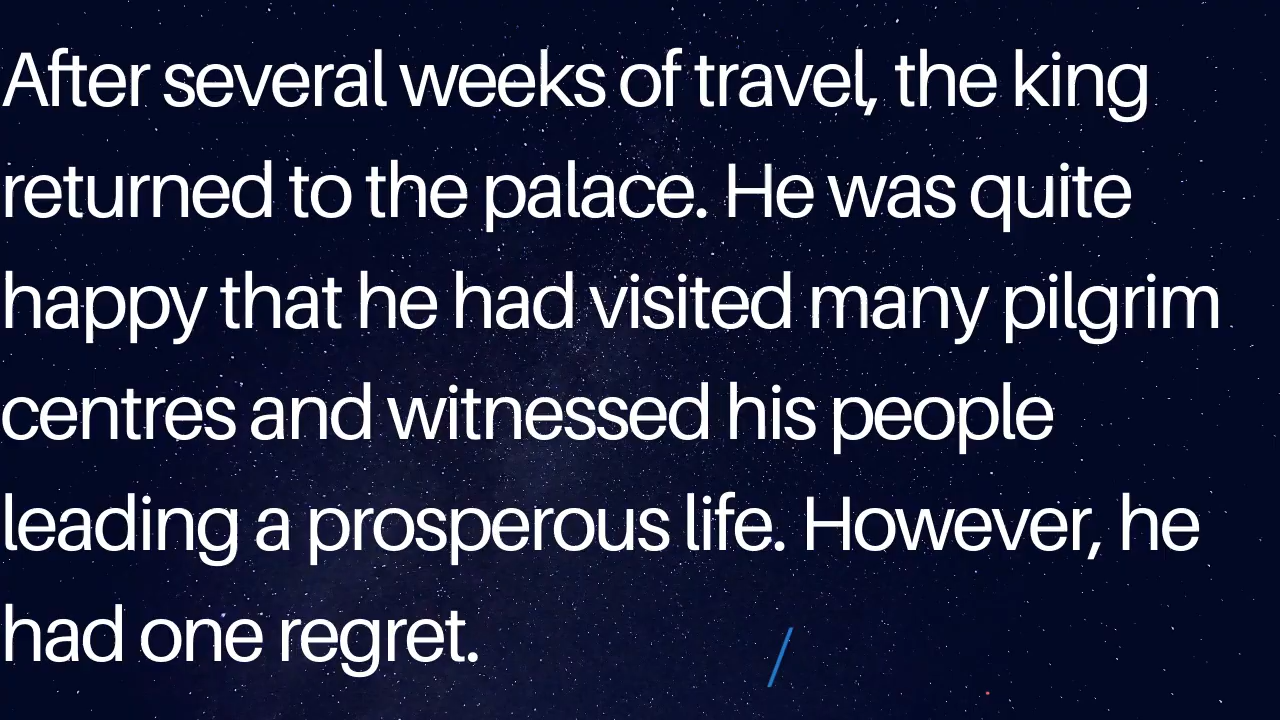 After several weeks of travel, the king
returned to the palace. He was quite
happy that he had visited many pilgrim
centres and witnessed his people
leading a prosperous life. However, he
had one regret.